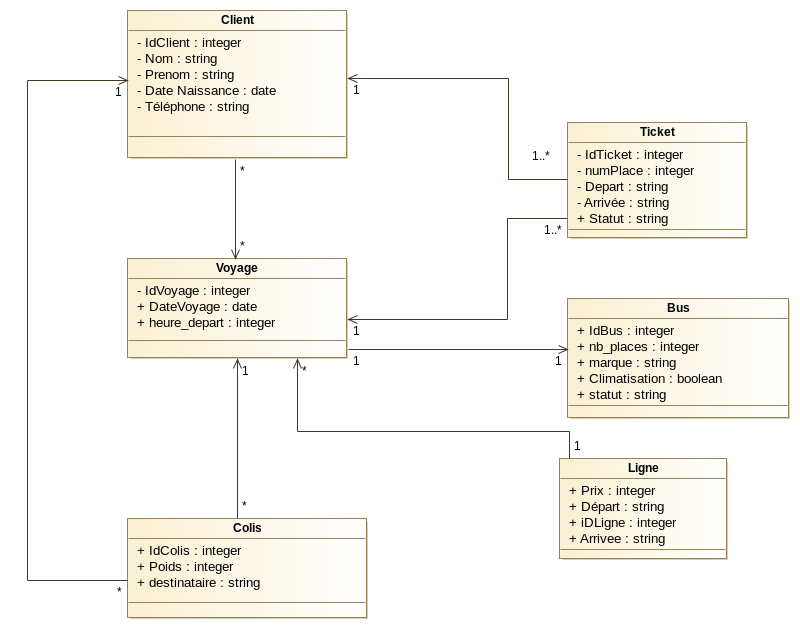 Client
- IdClient : integer
- Nom : string
- Prenom : string
- Date Naissance : date
- Téléphone : string
1
1
*
*
Ticket
- IdTicket : integer
- numPlace : integer
- Depart : string
- Arrivée : string
+ Statut : string
1..*
1..*
Voyage
- IdVoyage : integer
+ DateVoyage : date
+ heure_depart : integer
1
1
1
1
*
Bus
+ IdBus : integer
+ nb_places : integer
+ marque : string
+ Climatisation : boolean
+ statut : string
1
Ligne
+ Prix : integer
+ Départ : string
+ iDLigne : integer
+ Arrivee : string
*
Colis
+ IdColis : integer
+ Poids : integer
+ destinataire : string
*